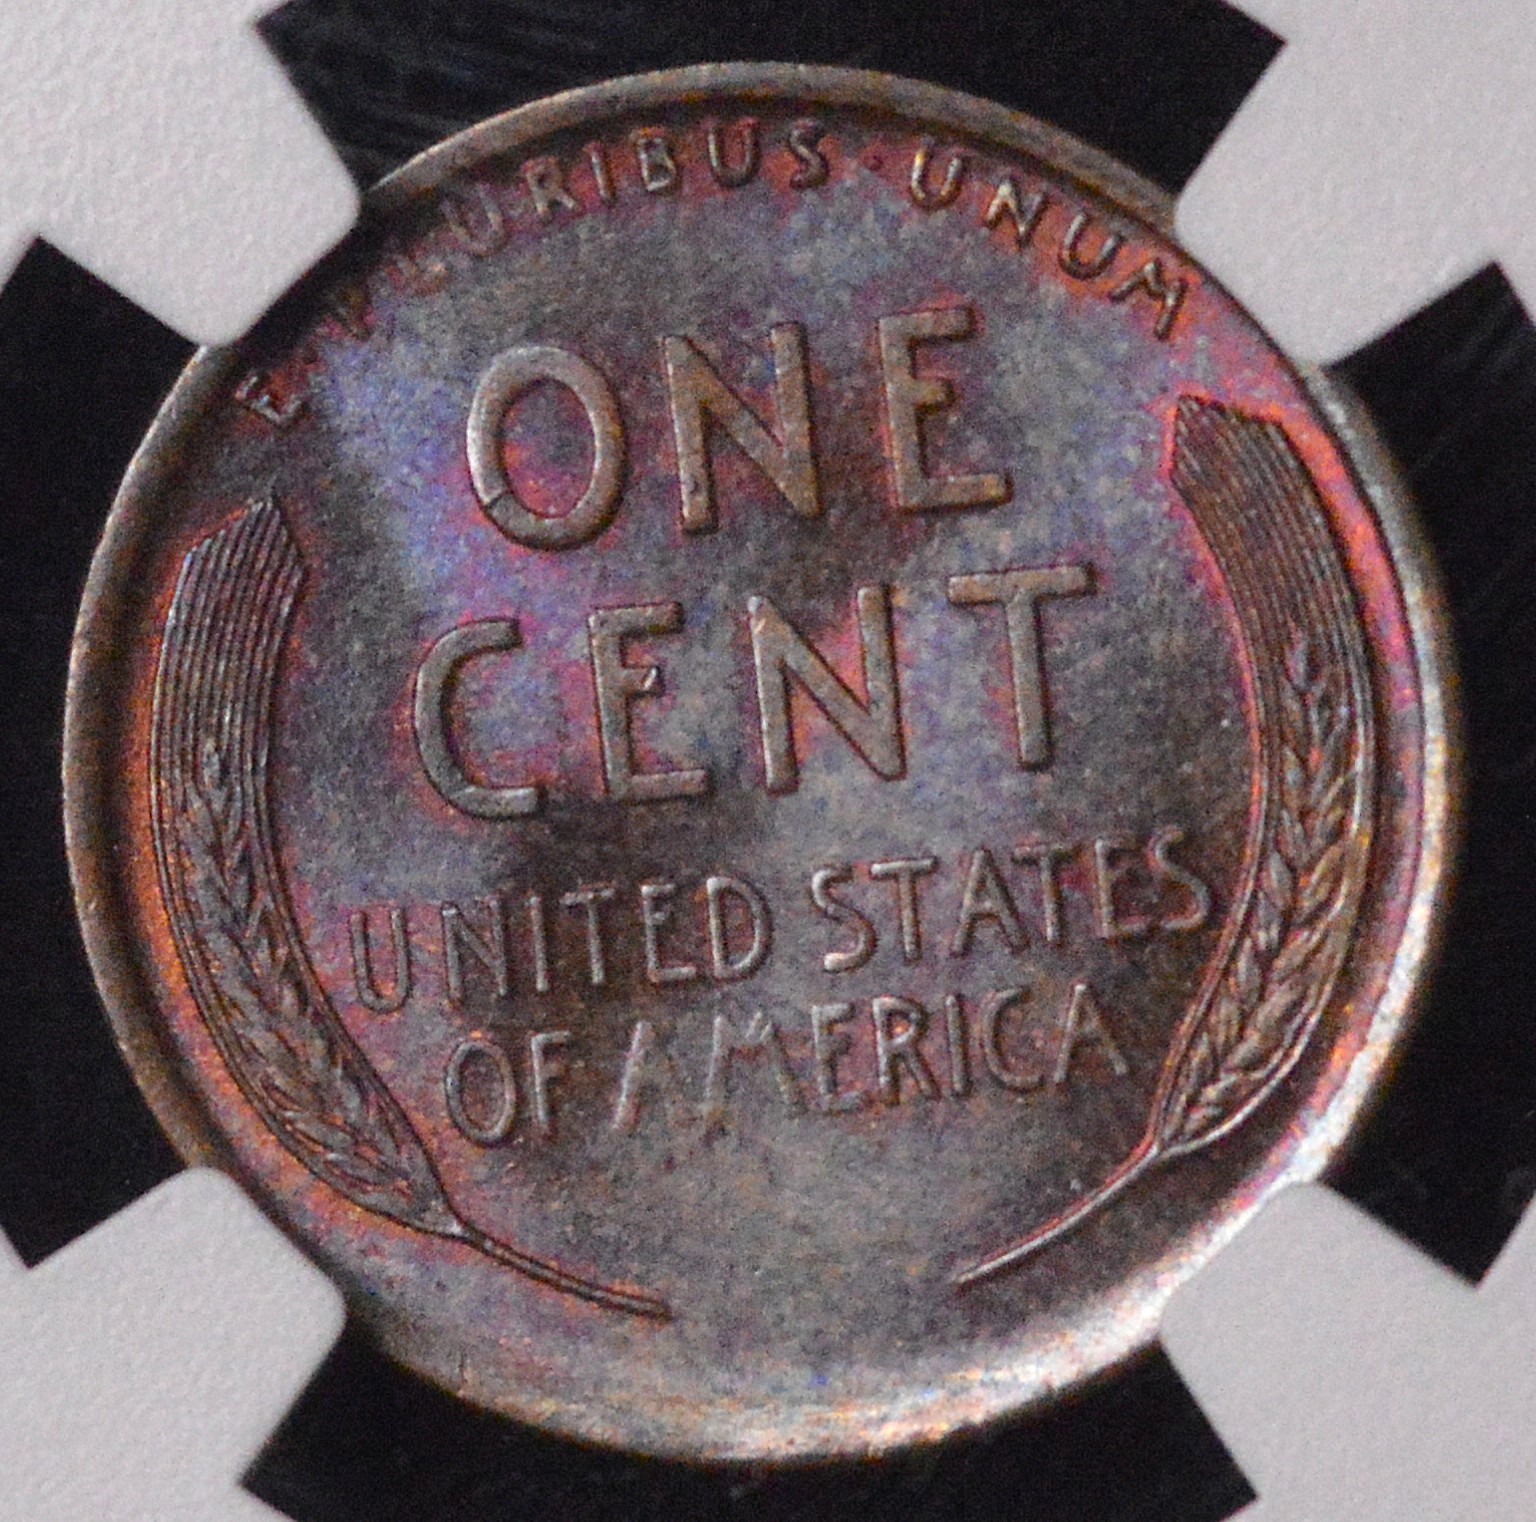 E · PLURIBUS · UNUM
ONE
CENT
UNITED STATES
OF AMERICA